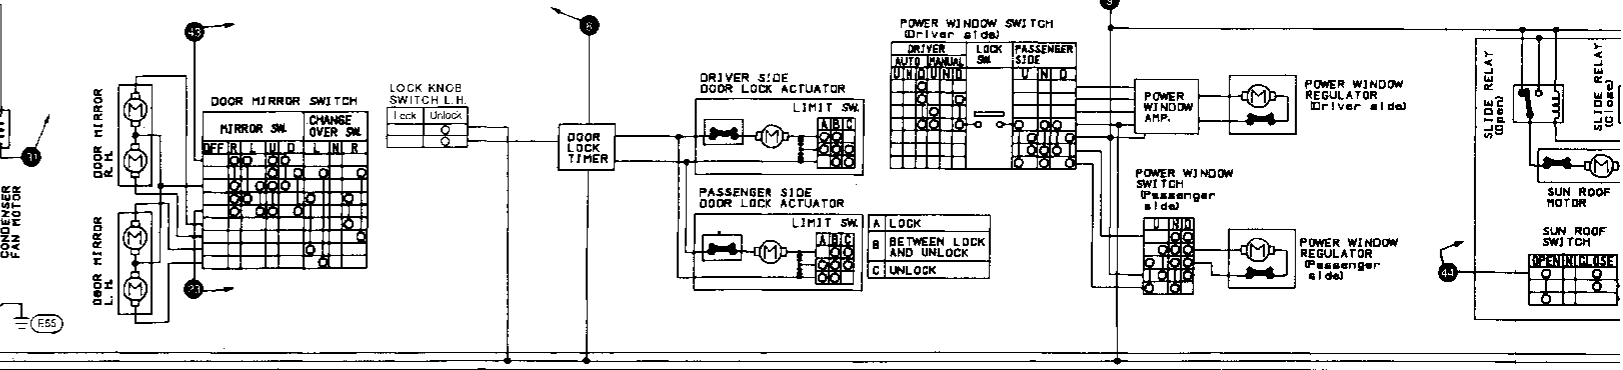 CONDENSER
FAN MOTOR
E55
DOOR MIRROR
R.H.
DOOR MIRROR
L.H.
M
M
M
M
DOOR MIRROR SWITCH
MIRROR SW.
CHANGE
OVER SW.
OFF R L U D L N R
LOCK KNOB
SWITCH L.H.
Lock Unlock
DOOR
LOCK
TIMER
DRIVER SIDE
DOOR LOCK ACTUATOR
LIMIT SW.
A B C
M
PASSENGER SIDE
DOOR LOCK ACTUATOR
LIMIT SW.
A B C
M
A LOCK
B BETWEEN LOCK
AND UNLOCK
C UNLOCK
POWER WINDOW SWITCH
(Driver side)
DRIVER
LOCK
SW.
PASSENGER
SIDE
AUTO MANUAL
U N D U N D
U N D
POWER
WINDOW
AMP.
M
POWER WINDOW
REGULATOR
(Driver side)
POWER WINDOW
SWITCH
(Passenger
side)
U N D
M
POWER WINDOW
REGULATOR
(Passenger
side)
44
SLIDE RELAY
(Open)
SLIDE RELAY
(Close)
M
SUN ROOF
MOTOR
SUN ROOF
SWITCH
OPEN N CLOSE